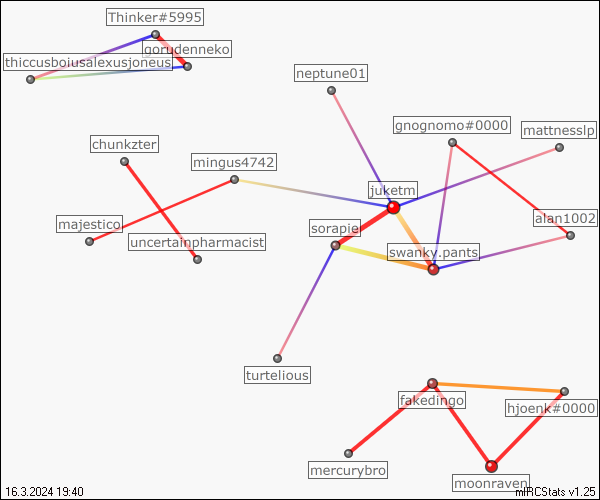 Thinker#5995
gorudenneko
thiccusboiusalexusjoneus
neptune01
gnognomo#0000
mattnesslp
chunkzter
mingus4742
juketm
majestico
uncertainpharmacist
sorapie
alan1002
swanky.pants
turtelious
fakedingo
hjoenk#0000
mercurybro
moonraven
16.3.2024 19:40
mIRCStats v1.25